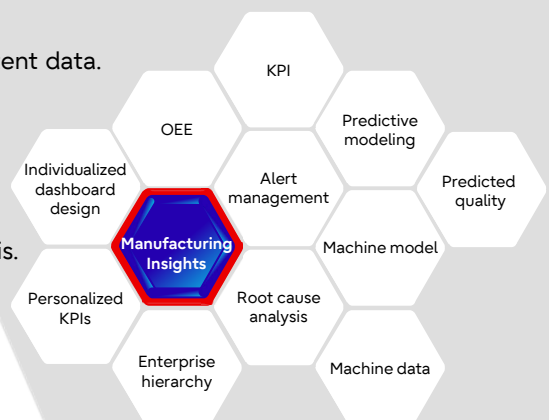 ent data.
is.
KPI
OEE
Predictive
modeling
Individualized
dashboard
design
Alert
management
Predicted
quality
Manufacturing
Insights
Machine model
Personalized
KPIs
Root cause
analysis
Enterprise
hierarchy
Machine data